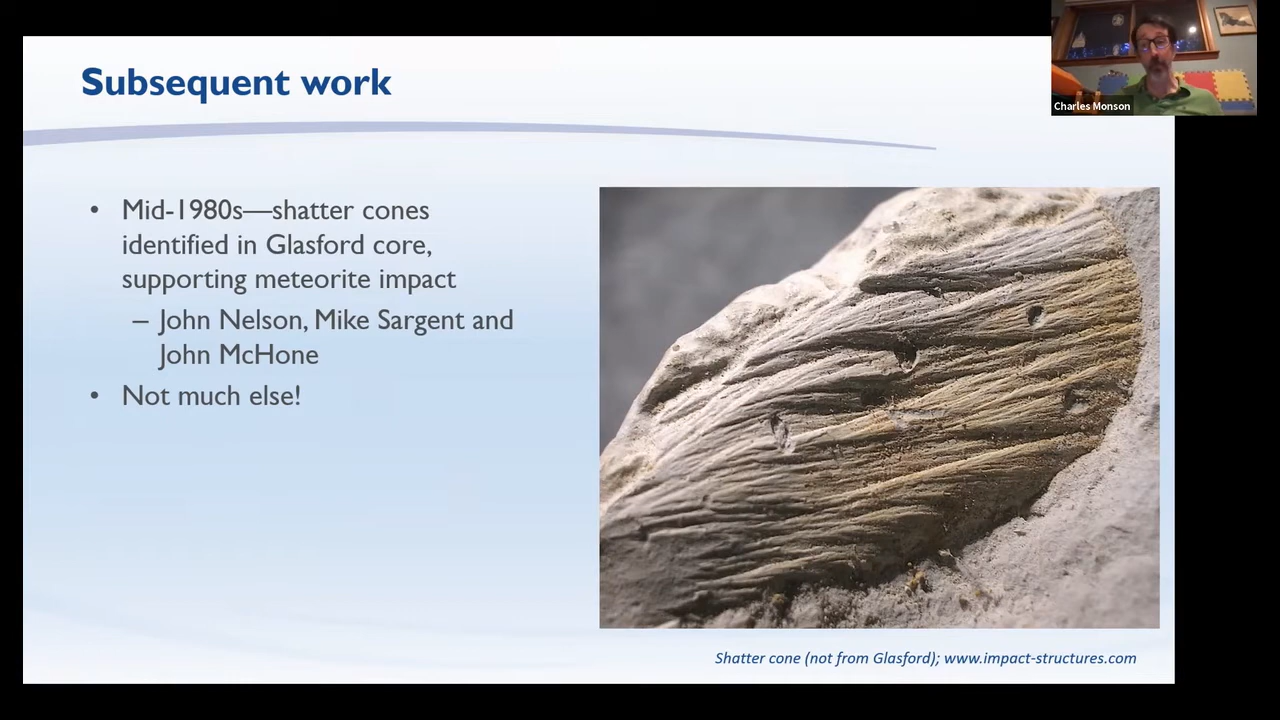 Subsequent work
Charles Monson
• Mid-1980s—shatter cones
identified in Glasford core,
supporting meteorite impact
– John Nelson, Mike Sargent and
John McHone
• Not much else!
Shatter cone (not from Glasford); www.impact-structures.com